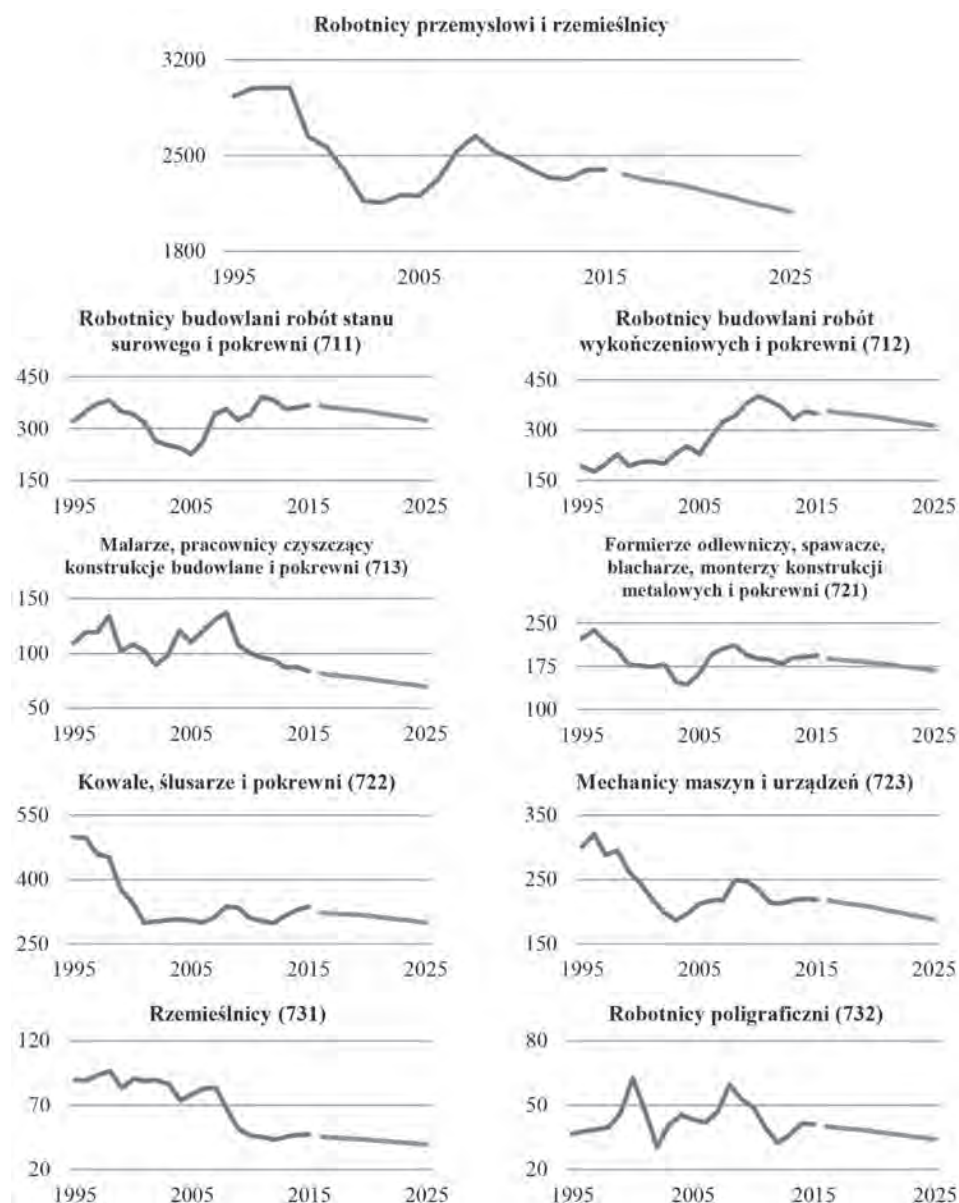 Robotnicy przemysłowi i rzemieślnicy
3200
2500
1800
1995 2005 2015 2025
Robotnicy budowlani robót stanu
surowego i pokrewni (711)
450
300
150
1995 2005 2015 2025
Robotnicy budowlani robót
wykończeniowych i pokrewni (712)
450
300
150
1995 2005 2015 2025
Malarze, pracownicy czyszczący
konstrukcje budowlane i pokrewni (713)
150
100
50
1995 2005 2015 2025
Formierze odlewniczy, spawacze,
blacharze, monterzy konstrukcji
metalowych i pokrewni (721)
250
175
100
1995 2005 2015 2025
Kowale, ślusarze i pokrewni (722)
550
400
250
1995 2005 2015 2025
Mechanicy maszyn i urządzeń (723)
350
250
150
1995 2005 2015 2025
Rzemieślnicy (731)
120
70
20
1995 2005 2015 2025
Robotnicy poligraficzni (732)
80
50
20
1995 2005 2015 2025